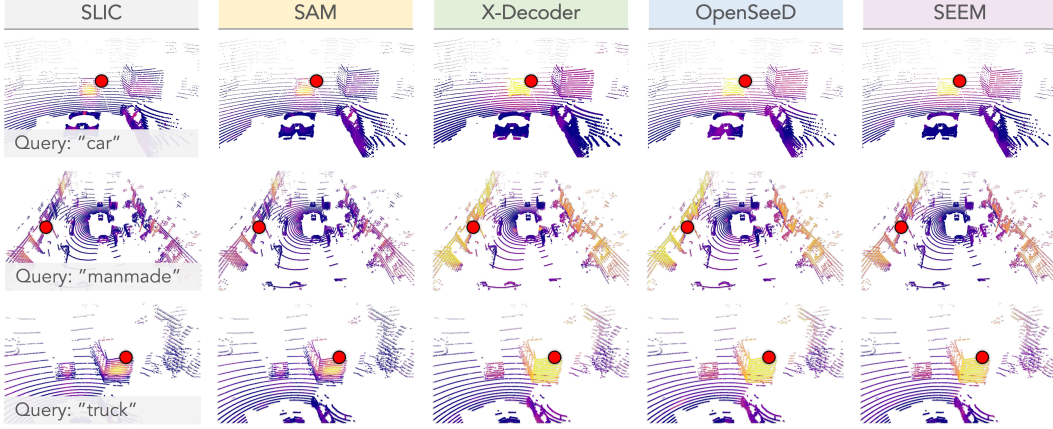 SLIC SAM X-Decoder OpenSeeD SEEM
Query: "car"
Query: "manmade"
Query: "truck"